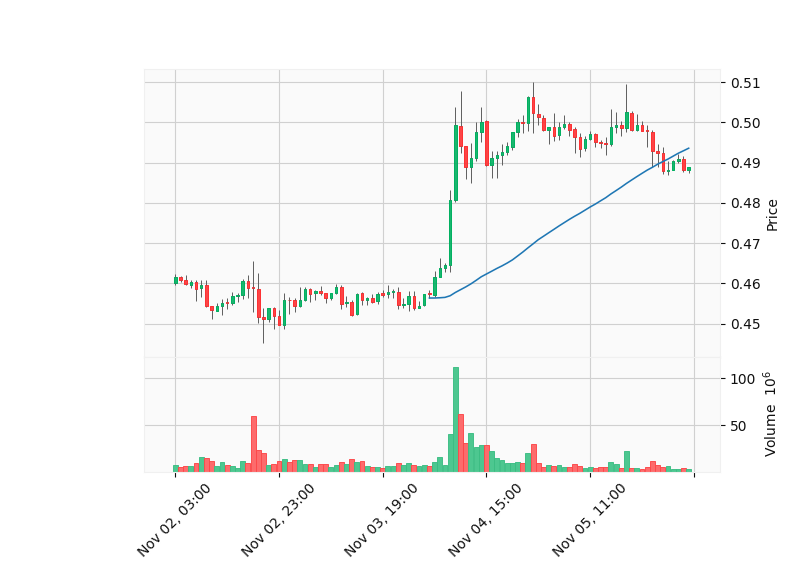 0.51
0.50
0.49
0.48
0.47
0.46
0.45
Price
100
50
Volume 10^6
Nov 02, 03:00
Nov 02, 23:00
Nov 03, 19:00
Nov 04, 15:00
Nov 05, 11:00